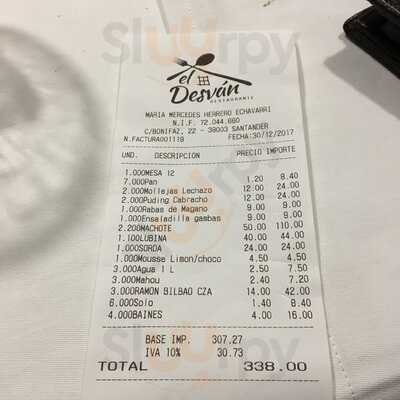 Sluurpy
el Desván
RESTAURANTE
MARIA MERCEDES HERRERO ECHAVARRI
N.I.F. 72.044.660
C/BONIFAZ, 22 - 39003 SANTANDER
N.FACTURA001119 FECHA:30/12/2017
UND. DESCRIPCION PRECIO IMPORTE
1.000MESA 12
7.000Pan 1.20 8.40
2.000Mollejas Lechazo 12.00 24.00
2.000Puding Cabracho 12.00 24.00
1.000Rabas de Magano 9.00 9.00
1.000Ensaladilla gambas 9.00 9.00
2.200MACHOTE 50.00 110.00
1.100LUBINA 40.00 44.00
1.000SORDA 24.00 24.00
1.000Mousse Limon/choco 4.50 4.50
3.000Agua 1 L 2.50 7.50
3.000Mahou 2.40 7.20
3.000RAMON BILBAO CZA 14.00 42.00
6.000Solo 1.40 8.40
4.000BAINES 4.00 16.00
BASE IMP. 307.27
IVA 10% 30.73
TOTAL 338.00